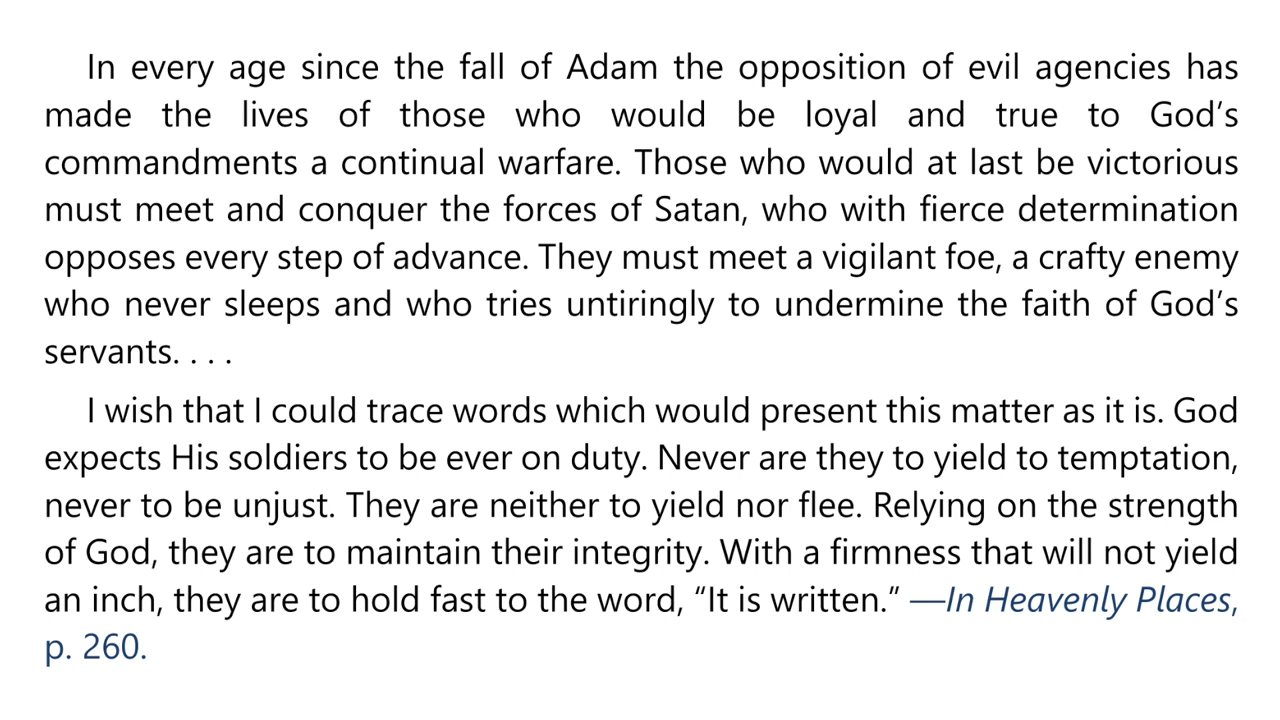 In every age since the fall of Adam the opposition of evil agencies has
made the lives of those who would be loyal and true to God’s
commandments a continual warfare. Those who would at last be victorious
must meet and conquer the forces of Satan, who with fierce determination
opposes every step of advance. They must meet a vigilant foe, a crafty enemy
who never sleeps and who tries untiringly to undermine the faith of God’s
servants. . . .
I wish that I could trace words which would present this matter as it is. God
expects His soldiers to be ever on duty. Never are they to yield to temptation,
never to be unjust. They are neither to yield nor flee. Relying on the strength
of God, they are to maintain their integrity. With a firmness that will not yield
an inch, they are to hold fast to the word, “It is written.” —In Heavenly Places,
p. 260.